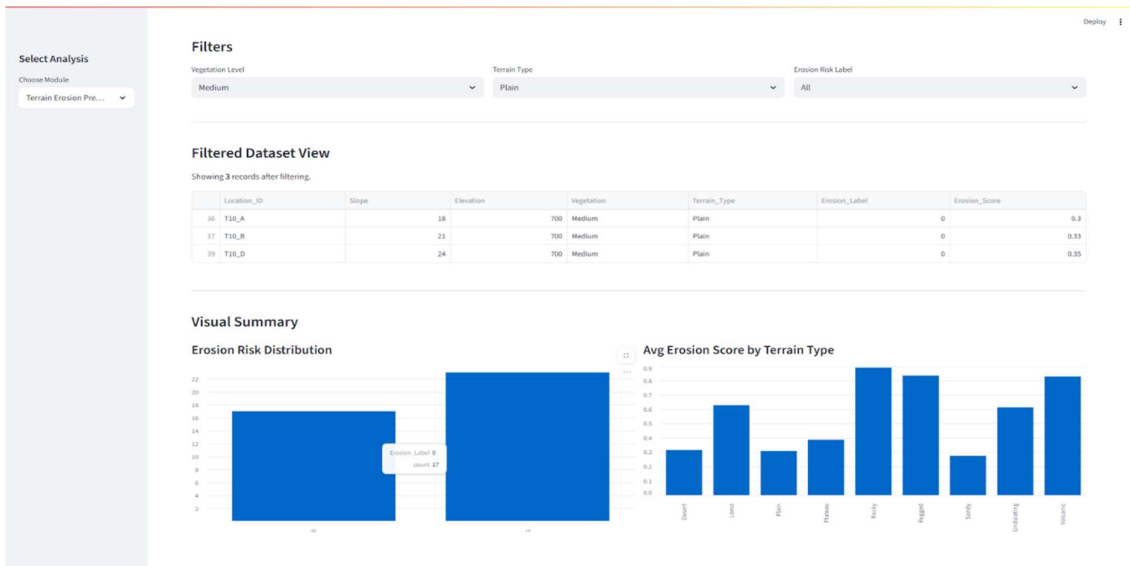 Deploy
Select Analysis
Choose Module
Terrain Erosion Pre...
Filters
Vegetation Level
Terrain Type
Erosion Risk Label
Medium
Plain
All
Filtered Dataset View
Showing 3 records after filtering.
Location_ID Slope Elevation Vegetation Terrain_Type Erosion_Label Erosion_Score
36 T10_A 18 700 Medium Plain 0 0.3
37 T10_B 21 700 Medium Plain 0 0.33
39 T10_D 24 700 Medium Plain 0 0.35
Visual Summary
Erosion Risk Distribution
22
20
18
16
14
12
10
8
6
4
2
0
1
Erosion_Label 0
count 17
Avg Erosion Score by Terrain Type
0.9
0.8
0.7
0.6
0.5
0.4
0.3
0.2
0.1
0.0
Desert
Plain
Plateau
Rocky
Rugged
Sandy
Undulating
Volcanic